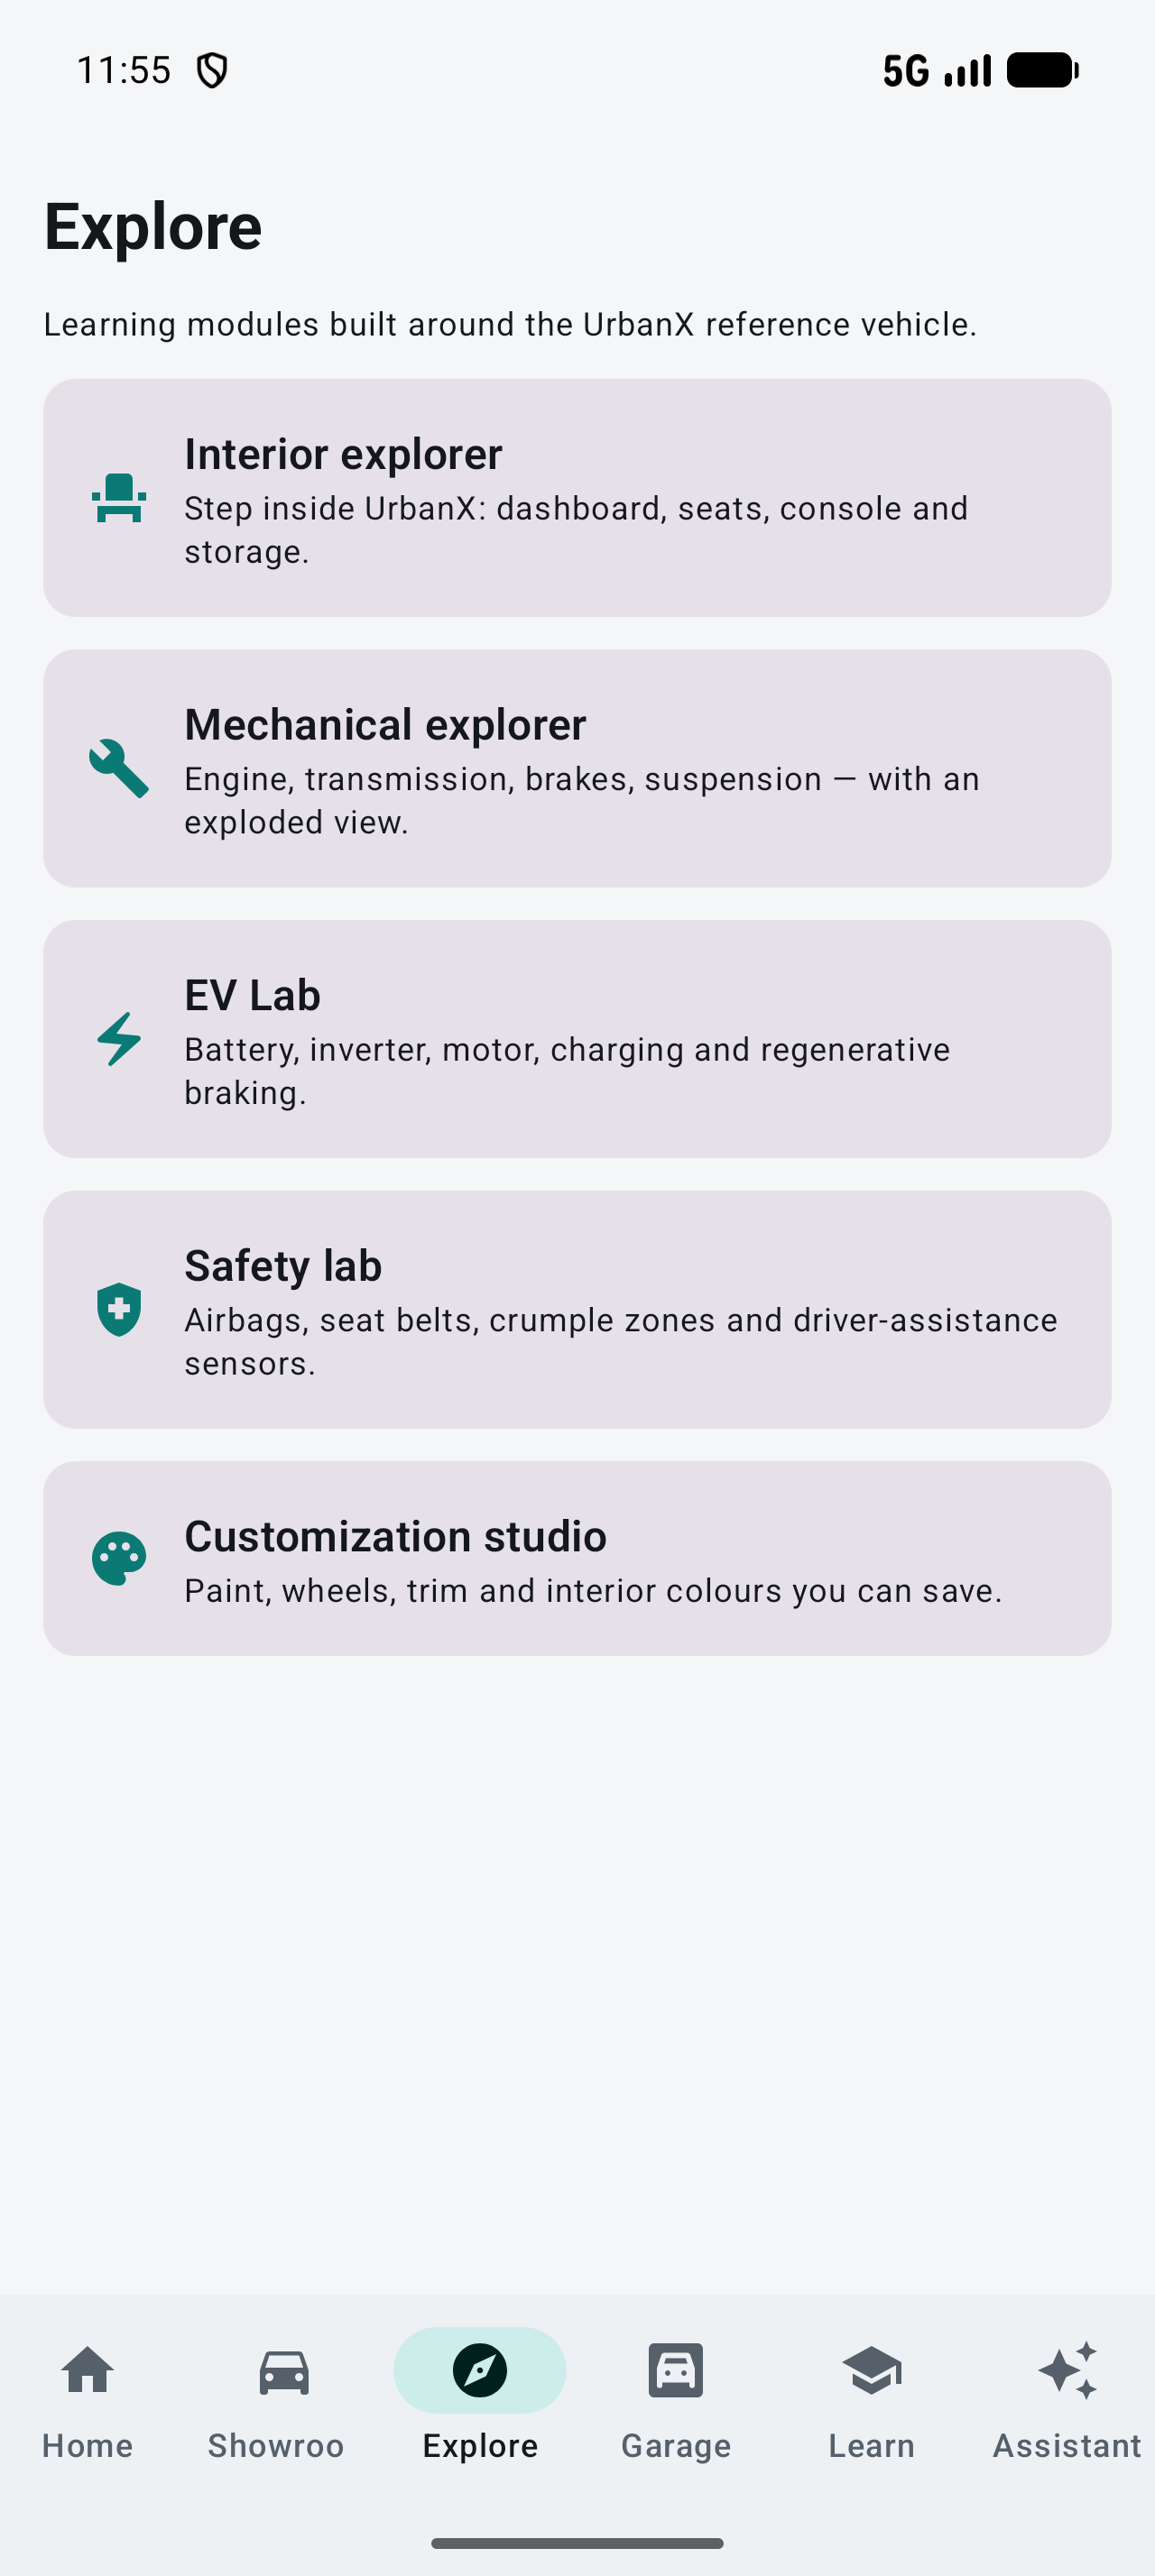 11:55
5G
Explore
Learning modules built around the UrbanX reference vehicle.
Interior explorer
Step inside UrbanX: dashboard, seats, console and
storage.
Mechanical explorer
Engine, transmission, brakes, suspension — with an
exploded view.
EV Lab
Battery, inverter, motor, charging and regenerative
braking.
Safety lab
Airbags, seat belts, crumple zones and driver-assistance
sensors.
Customization studio
Paint, wheels, trim and interior colours you can save.
Home
Showroo
Explore
Garage
Learn
Assistant